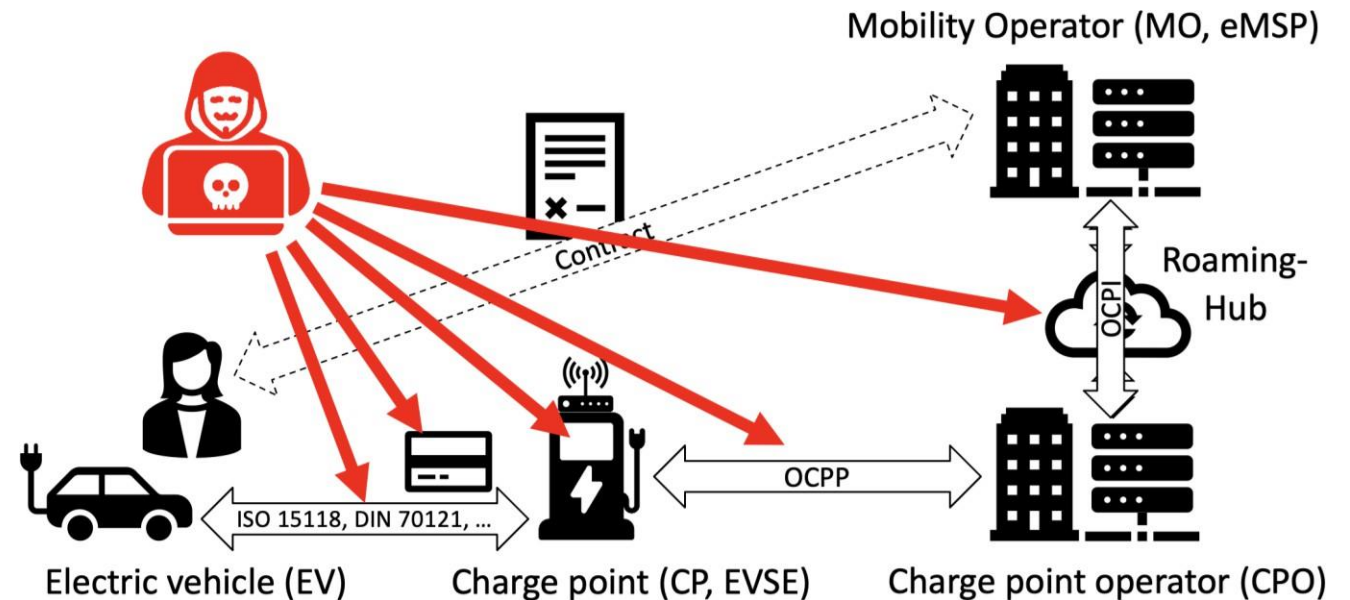 Mobility Operator (MO, eMSP)
Contract
Roaming-
Hub
OCPI
OCPP
ISO 15118, DIN 70121, ...
Electric vehicle (EV)
Charge point (CP, EVSE)
Charge point operator (CPO)